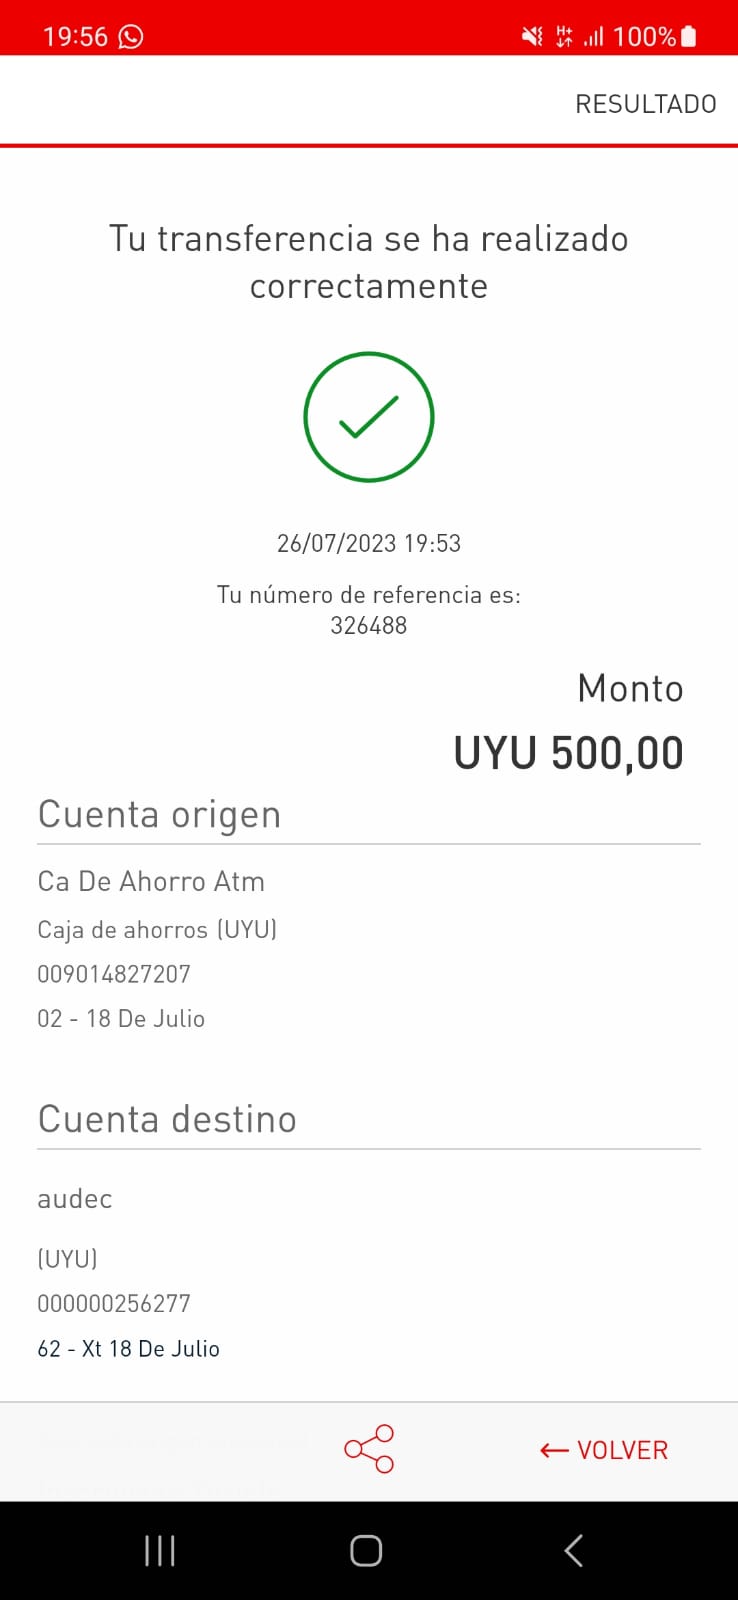 19:56
H+
100%
RESULTADO
Tu transferencia se ha realizado
correctamente
26/07/2023 19:53
Tu número de referencia es:
326488
Monto
UYU 500,00
Cuenta origen
Ca De Ahorro Atm
Caja de ahorros (UYU)
009014827207
02 - 18 De Julio
Cuenta destino
audec
(UYU)
000000256277
62 - Xt 18 De Julio
VOLVER